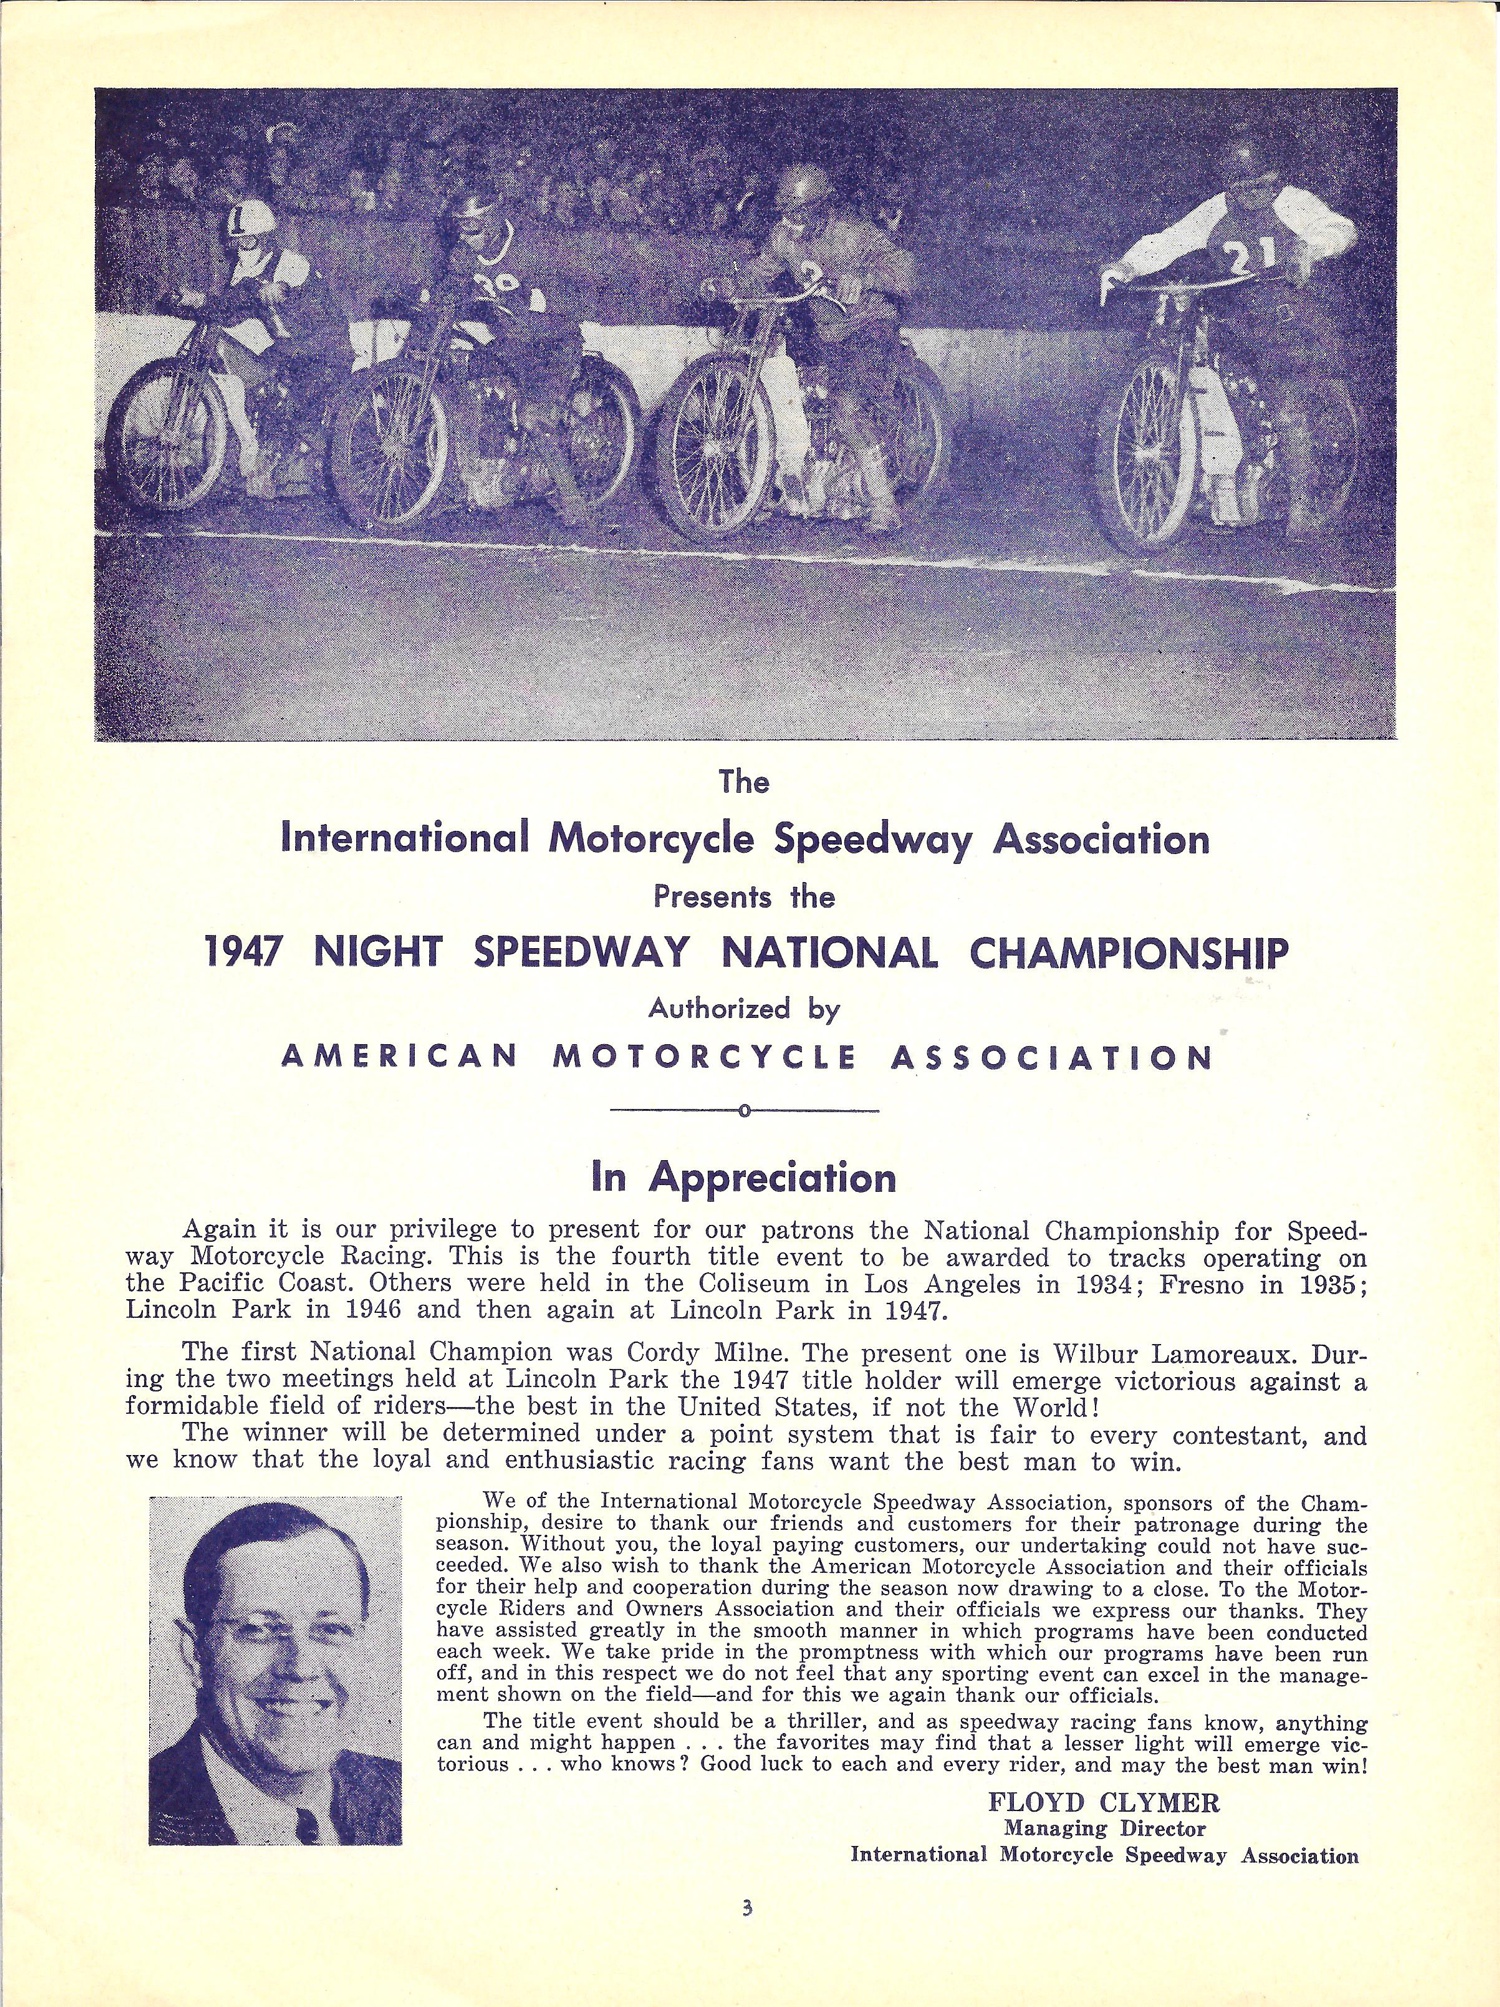 1
30
2
21
The
International Motorcycle Speedway Association
Presents the
1947 NIGHT SPEEDWAY NATIONAL CHAMPIONSHIP
Authorized by
AMERICAN MOTORCYCLE ASSOCIATION
In Appreciation
Again it is our privilege to present for our patrons the National Championship for Speed-
way Motorcycle Racing. This is the fourth title event to be awarded to tracks operating on
the Pacific Coast. Others were held in the Coliseum in Los Angeles in 1934; Fresno in 1935;
Lincoln Park in 1946 and then again at Lincoln Park in 1947.
The first National Champion was Cordy Milne. The present one is Wilbur Lamoreaux. Dur-
ing the two meetings held at Lincoln Park the 1947 title holder will emerge victorious against a
formidable field of riders—the best in the United States, if not the World!
The winner will be determined under a point system that is fair to every contestant, and
we know that the loyal and enthusiastic racing fans want the best man to win.
We of the International Motorcycle Speedway Association, sponsors of the Cham-
pionship, desire to thank our friends and customers for their patronage during the
season. Without you, the loyal paying customers, our undertaking could not have suc-
ceeded. We also wish to thank the American Motorcycle Association and their officials
for their help and cooperation during the season now drawing to a close. To the Motor-
cycle Riders and Owners Association and their officials we express our thanks. They
have assisted greatly in the smooth manner in which programs have been conducted
each week. We take pride in the promptness with which our programs have been run
off, and in this respect we do not feel that any sporting event can excel in the manage-
ment shown on the field—and for this we again thank our officials.
The title event should be a thriller, and as speedway racing fans know, anything
can and might happen . . . the favorites may find that a lesser light will emerge vic-
torious . . . who knows? Good luck to each and every rider, and may the best man win!
FLOYD CLYMER
Managing Director
International Motorcycle Speedway Association
3